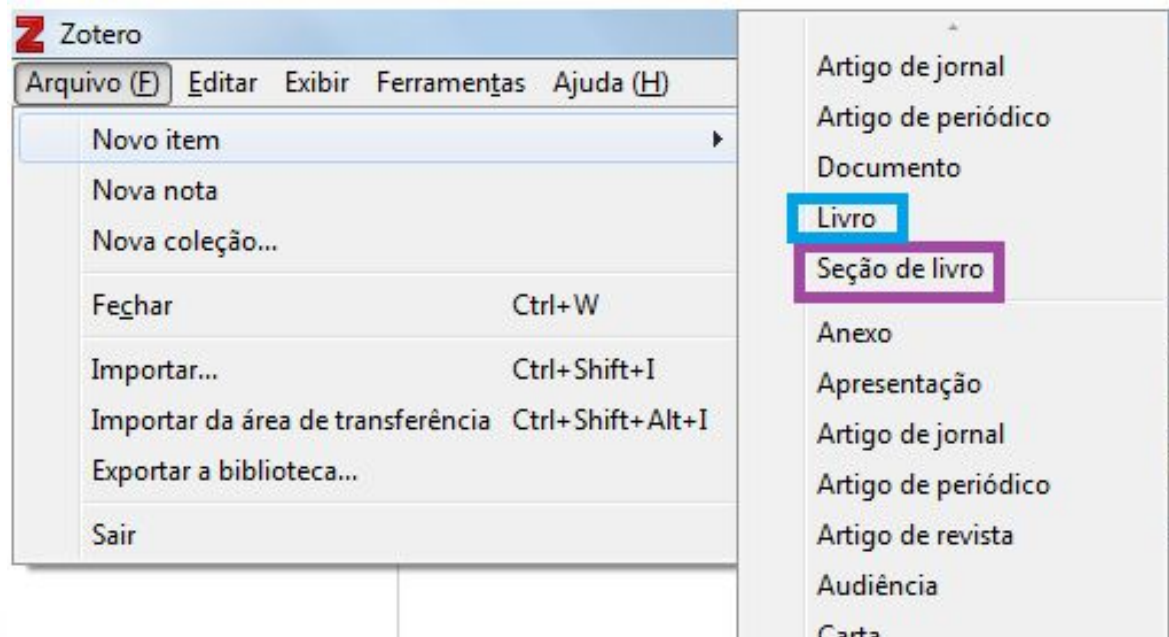 Zotero
Arquivo (F) Editar Exibir Ferramentas Ajuda (H)
Novo item
Nova nota
Nova coleção...
Fechar Ctrl+W
Importar... Ctrl+Shift+I
Importar da área de transferência Ctrl+Shift+Alt+I
Exportar a biblioteca...
Sair
Artigo de jornal
Artigo de periódico
Documento
Livro
Seção de livro
Anexo
Apresentação
Artigo de jornal
Artigo de periódico
Artigo de revista
Audiência
Carta